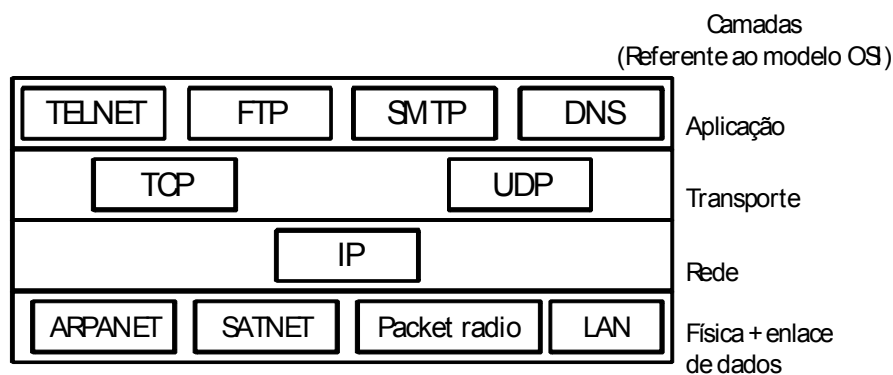 Camadas
(Referente ao modelo OSI)
TELNET FTP SMTP DNS
Aplicação
TCP UDP
Transporte
IP
Rede
ARPANET SATNET Packet radio LAN
Física + enlace
de dados